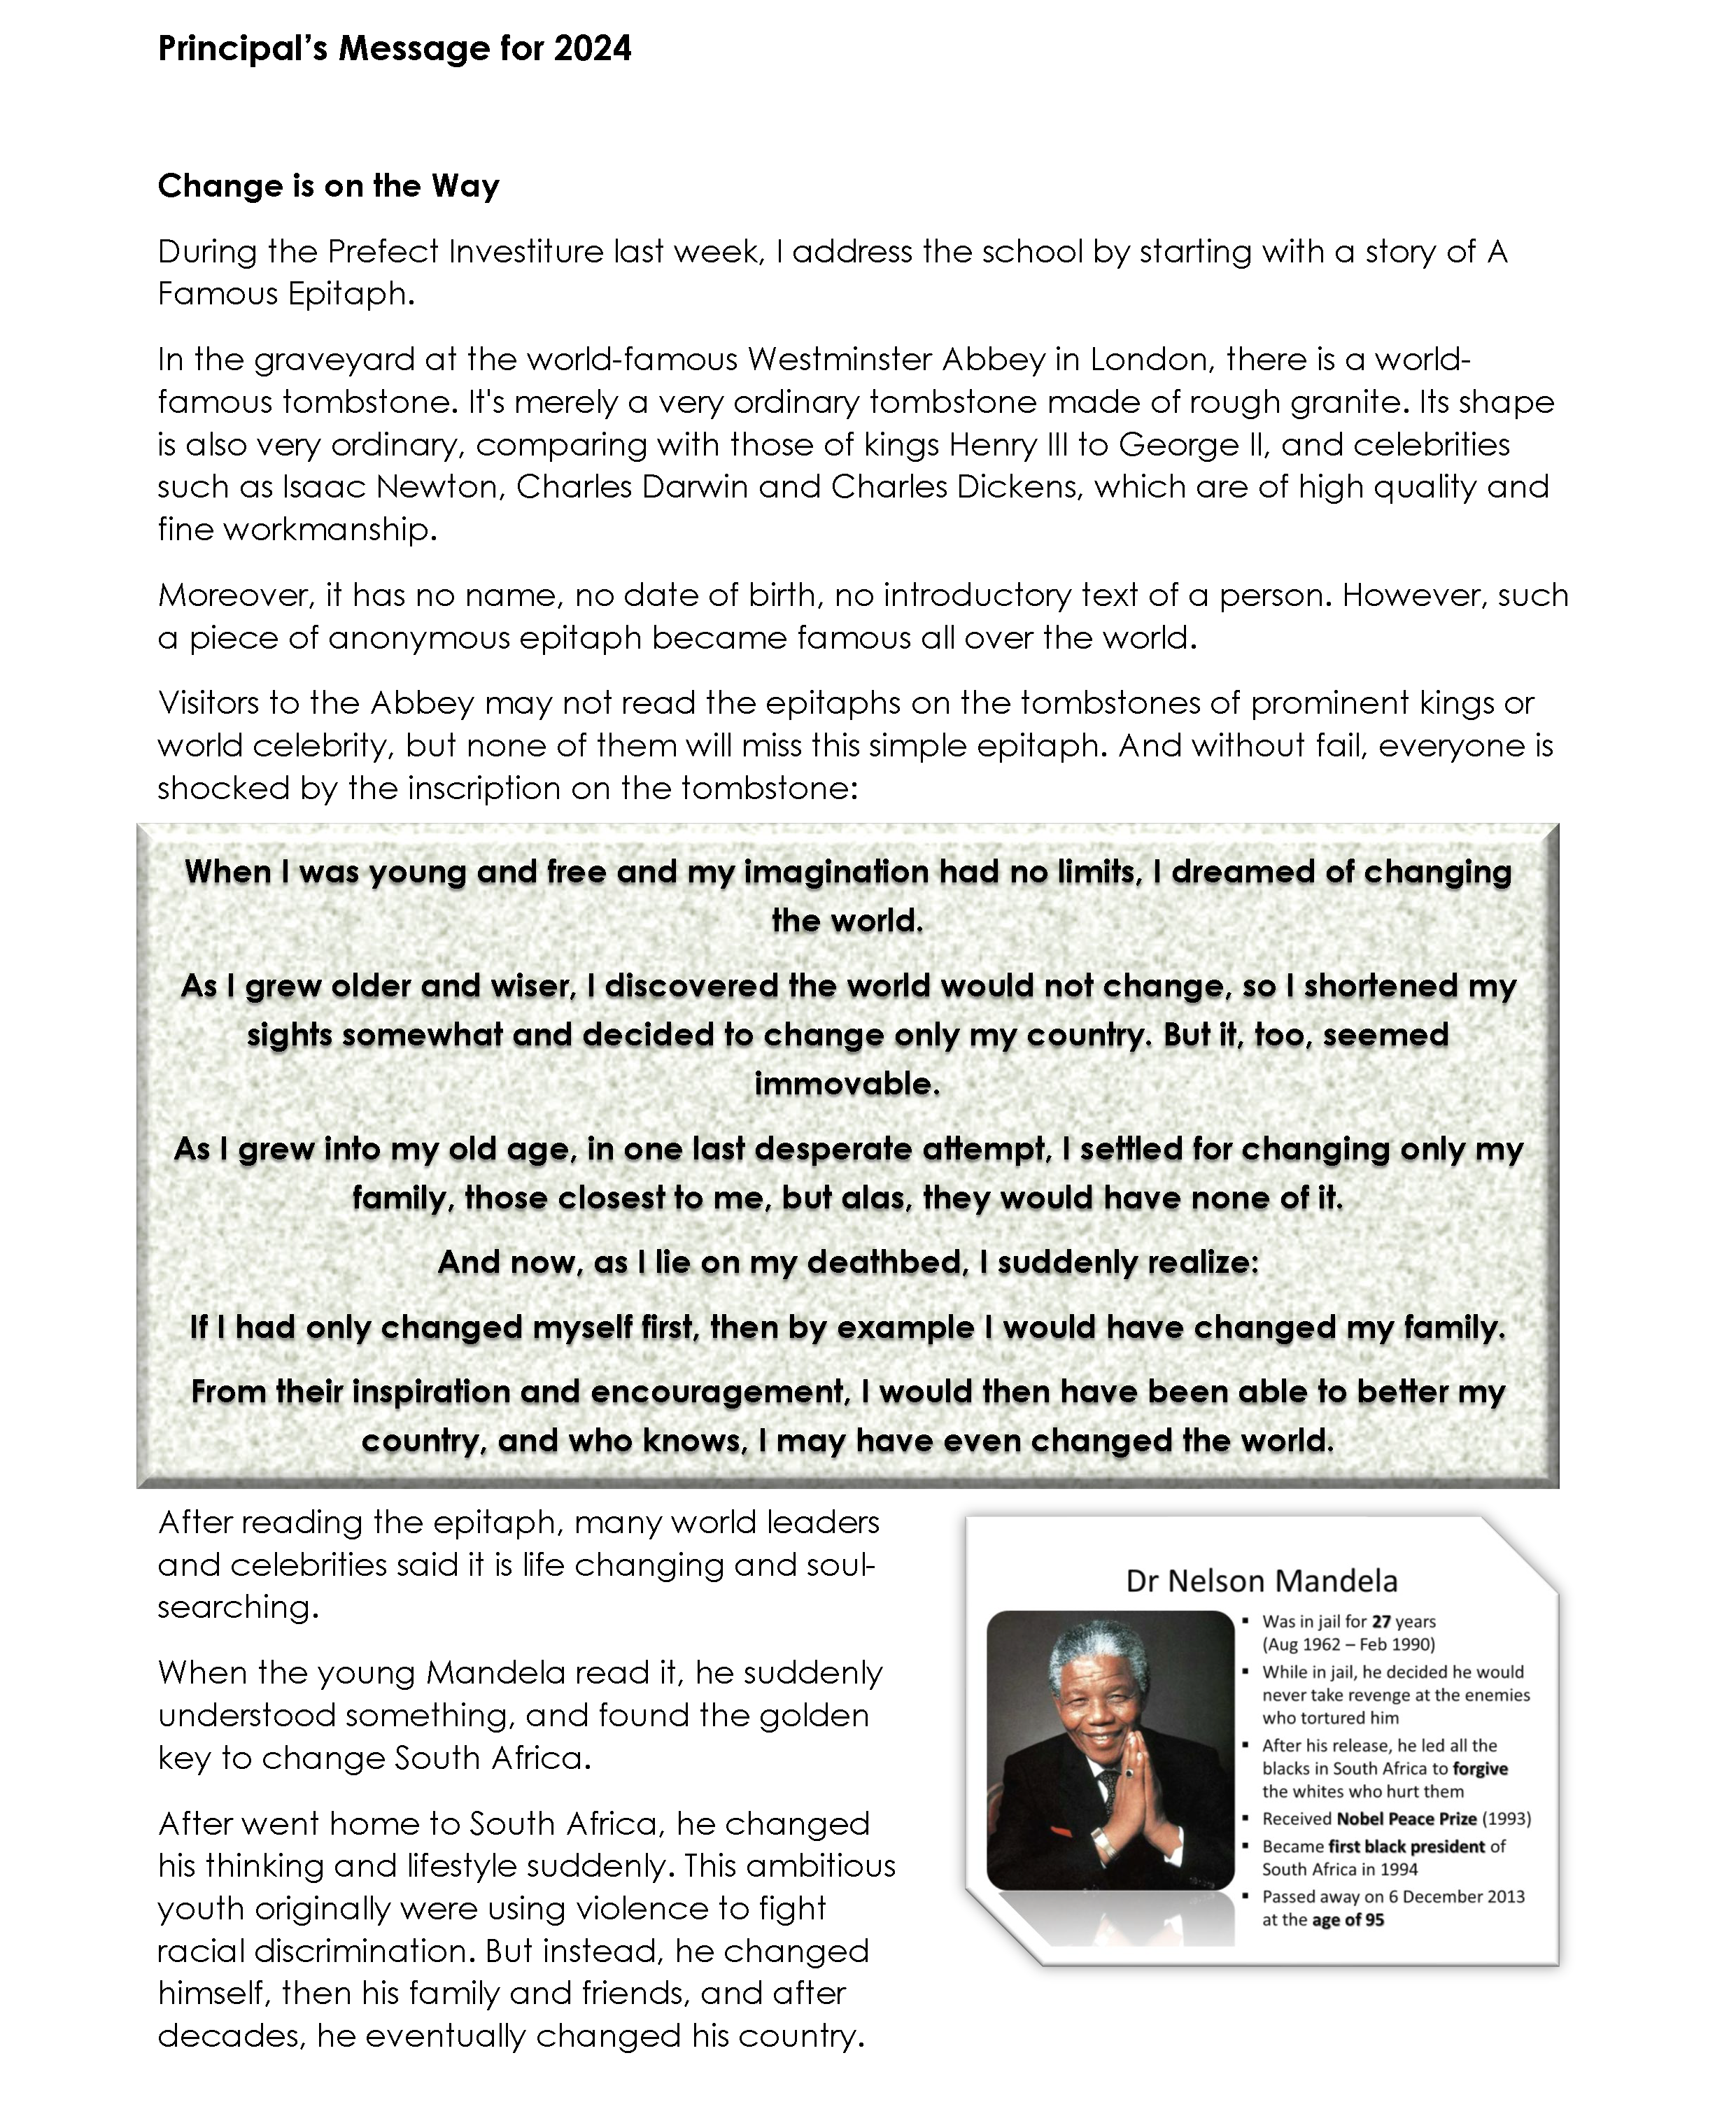 Principal's Message for 2024
Change is on the Way
During the Prefect Investiture last week, I address the school by starting with a story of A
Famous Epitaph.
In the graveyard at the world-famous Westminster Abbey in London, there is a world-
famous tombstone. It's merely a very ordinary tombstone made of rough granite. Its shape
is also very ordinary, comparing with those of kings Henry III to George II, and celebrities
such as Isaac Newton, Charles Darwin and Charles Dickens, which are of high quality and
fine workmanship.
Moreover, it has no name, no date of birth, no introductory text of a person. However, such
a piece of anonymous epitaph became famous all over the world.
Visitors to the Abbey may not read the epitaphs on the tombstones of prominent kings or
world celebrity, but none of them will miss this simple epitaph. And without fail, everyone is
shocked by the inscription on the tombstone:
When I was young and free and my imagination had no limits, I dreamed of changing
the world.
As I grew older and wiser, I discovered the world would not change, so I shortened my
sights somewhat and decided to change only my country. But it, too, seemed
immovable.
As I grew into my old age, in one last desperate attempt, I settled for changing only my
family, those closest to me, but alas, they would have none of it.
And now, as I lie on my deathbed, I suddenly realize:
If I had only changed myself first, then by example I would have changed my family.
From their inspiration and encouragement, I would then have been able to better my
country, and who knows, I may have even changed the world.
After reading the epitaph, many world leaders
and celebrities said it is life changing and soul-
searching.
When the young Mandela read it, he suddenly
understood something, and found the golden
key to change South Africa.
After went home to South Africa, he changed
his thinking and lifestyle suddenly. This ambitious
youth originally were using violence to fight
racial discrimination. But instead, he changed
himself, then his family and friends, and after
decades, he eventually changed his country.
Dr Nelson Mandela
▪ Was in jail for 27 years
(Aug 1962 – Feb 1990)
▪ While in jail, he decided he would
never take revenge at the enemies
who tortured him
▪ After his release, he led all the
blacks in South Africa to forgive
the whites who hurt them
▪ Received Nobel Peace Prize (1993)
▪ Became first black president of
South Africa in 1994
▪ Passed away on 6 December 2013
at the age of 95